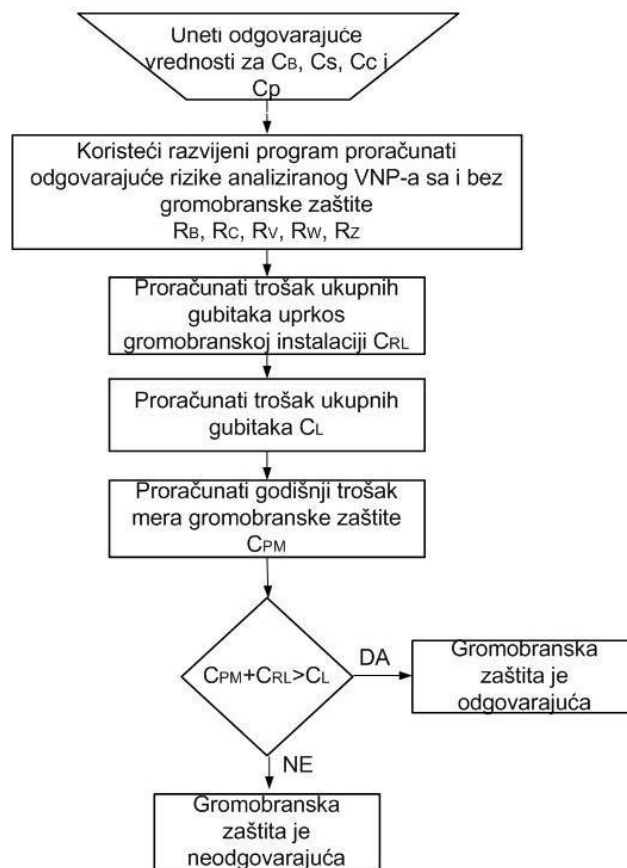 Uneti odgovarajuće
vrednosti za CB, Cs, Cc i
Cp
Koristeći razvijeni program proračunati
odgovarajuće rizike analiziranog VNP-a sa i bez
gromobranske zaštite
RB, RC, RV, RW, RZ
Proračunati trošak ukupnih
gubitaka uprkos
gromobranskoj instalaciji CRL
Proračunati trošak ukupnih
gubitaka CL
Proračunati godišnji trošak
mera gromobranske zaštite
CPM
CPM+CRL>CL
DA
Gromobranska
zaštita je
odgovarajuća
NE
Gromobranska
zaštita je
neodgovarajuća